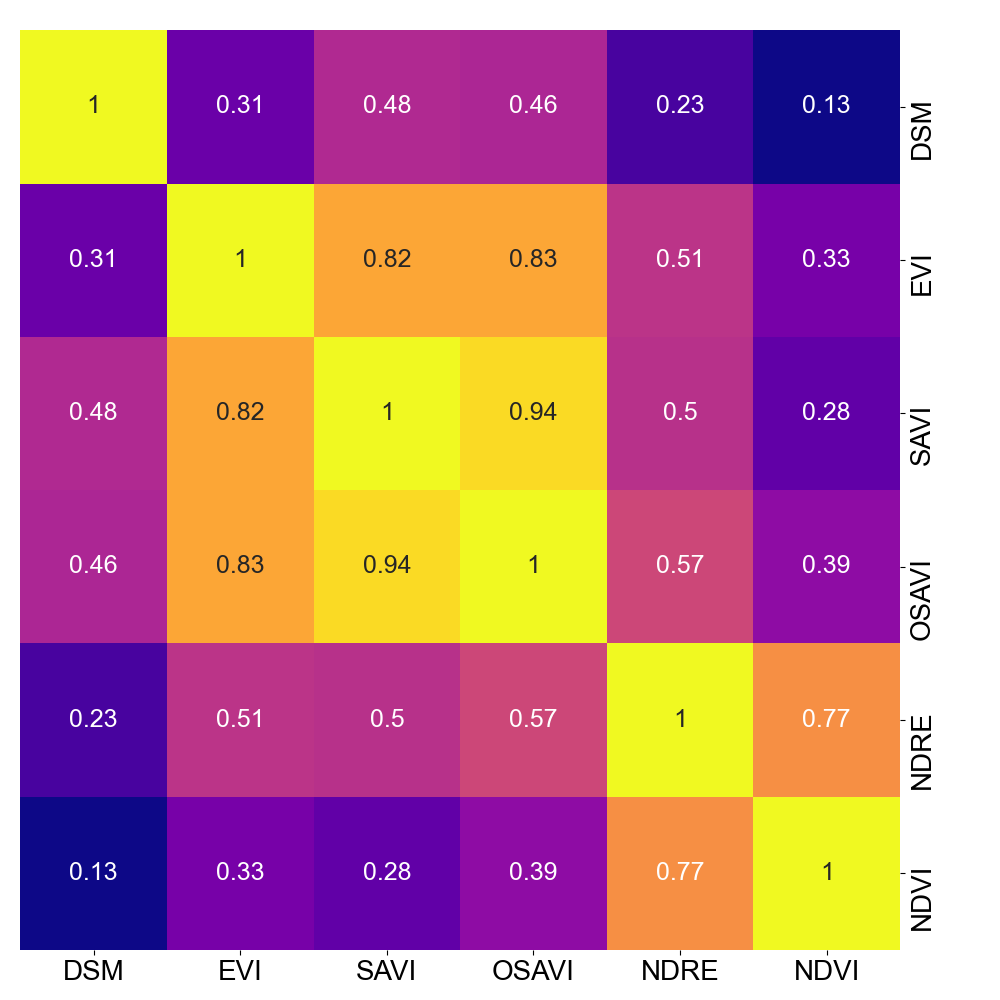 1 0.31 0.48 0.46 0.23 0.13 DSM
0.31 1 0.82 0.83 0.51 0.33 EVI
0.48 0.82 1 0.94 0.5 0.28 SAVI
0.46 0.83 0.94 1 0.57 0.39 OSAVI
0.23 0.51 0.5 0.57 1 0.77 NDRE
0.13 0.33 0.28 0.39 0.77 1 NDVI
DSM EVI SAVI OSAVI NDRE NDVI